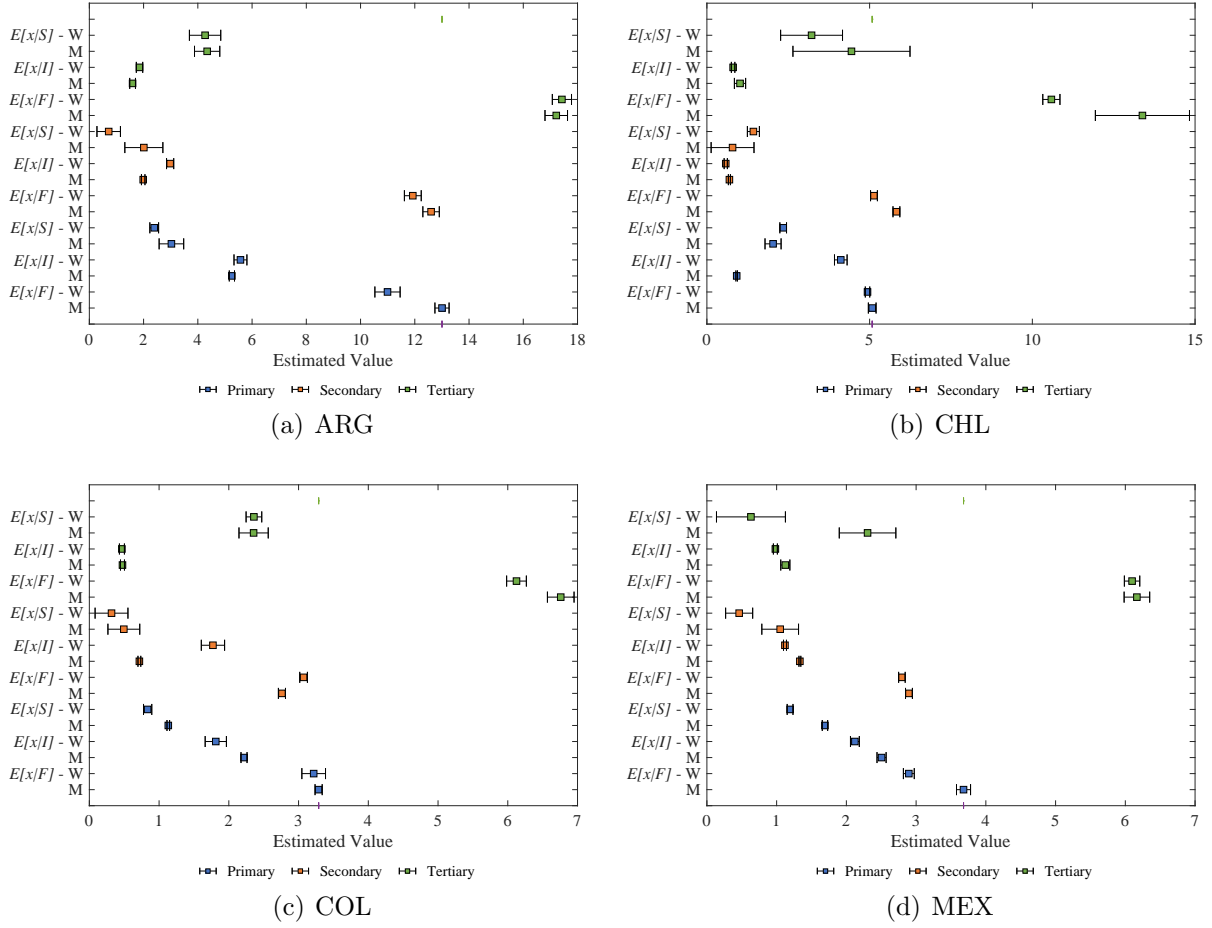 E[x/S] - W
M
E[x/I] - W
M
E[x/F] - W
M
E[x/S] - W
M
E[x/I] - W
M
E[x/F] - W
M
E[x/S] - W
M
E[x/I] - W
M
E[x/F] - W
M
0 2 4 6 8 10 12 14 16 18
Estimated Value
Primary Secondary Tertiary
(a) ARG
E[x/S] - W
M
E[x/I] - W
M
E[x/F] - W
M
E[x/S] - W
M
E[x/I] - W
M
E[x/F] - W
M
E[x/S] - W
M
E[x/I] - W
M
E[x/F] - W
M
0 5 10 15
Estimated Value
Primary Secondary Tertiary
(b) CHL
E[x/S] - W
M
E[x/I] - W
M
E[x/F] - W
M
E[x/S] - W
M
E[x/I] - W
M
E[x/F] - W
M
E[x/S] - W
M
E[x/I] - W
M
E[x/F] - W
M
0 1 2 3 4 5 6 7
Estimated Value
Primary Secondary Tertiary
(c) COL
E[x/S] - W
M
E[x/I] - W
M
E[x/F] - W
M
E[x/S] - W
M
E[x/I] - W
M
E[x/F] - W
M
E[x/S] - W
M
E[x/I] - W
M
E[x/F] - W
M
0 1 2 3 4 5 6 7
Estimated Value
Primary Secondary Tertiary
(d) MEX